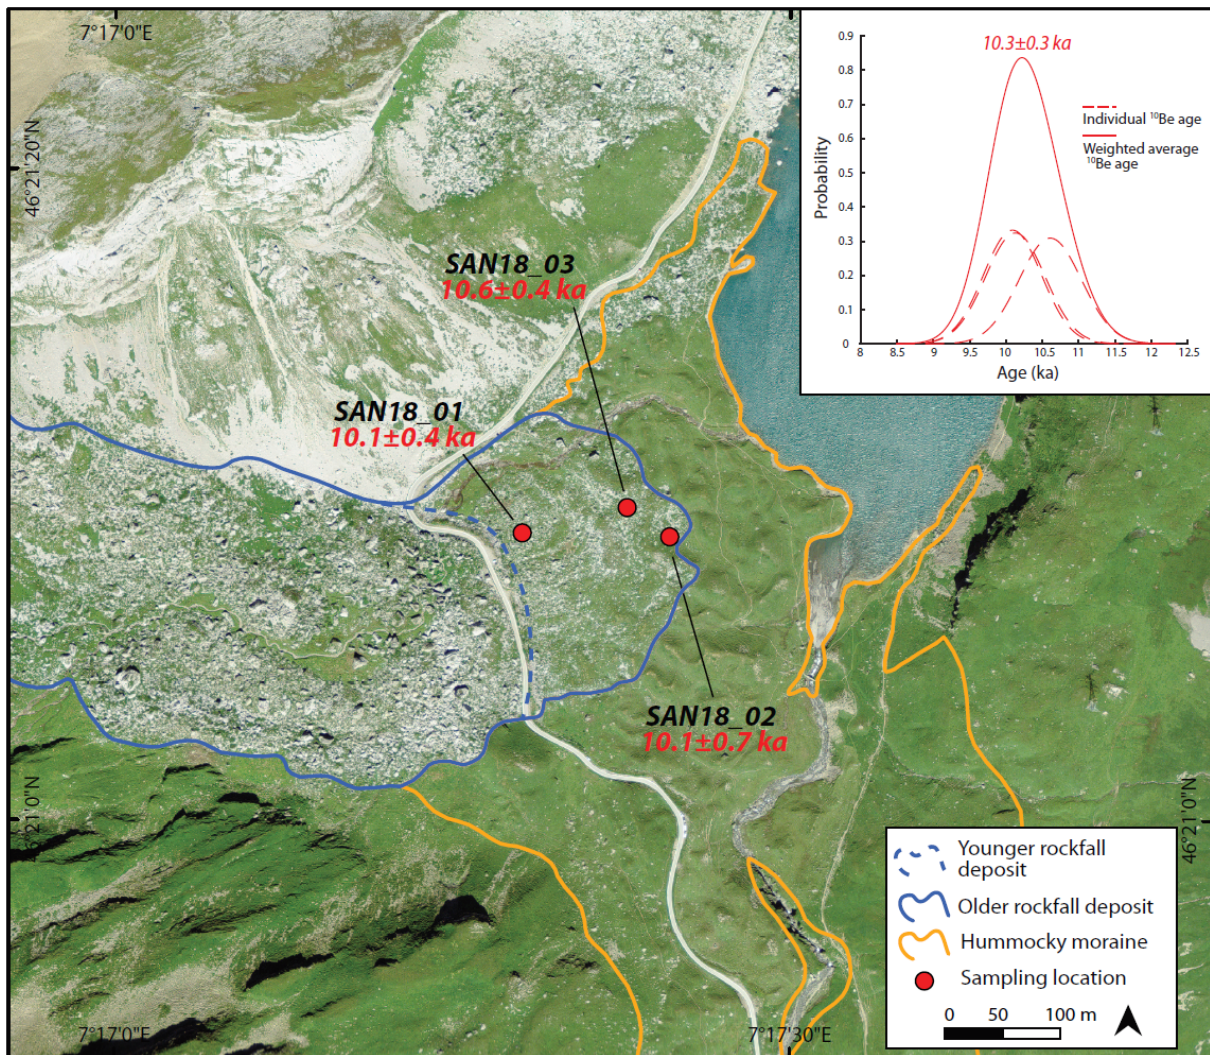 7°17'0"E
46°21'20"N
SAN18_03
10.6±0.4 ka
SAN18_01
10.1±0.4 ka
SAN18_02
10.1±0.7 ka
10.3±0.3 ka
0.9
0.8
0.7
0.6
0.5
0.4
0.3
0.2
0.1
0
Probability
Individual ¹⁰Be age
Weighted average
¹⁰Be age
8
8.5
9
9.5
10
10.5
11
11.5
12
12.5
Age (ka)
46°21'0"N
46°21'0"N
Younger rockfall
deposit
Older rockfall deposit
Hummocky moraine
Sampling location
0
50
100 m
7°17'0"E
7°17'30"E